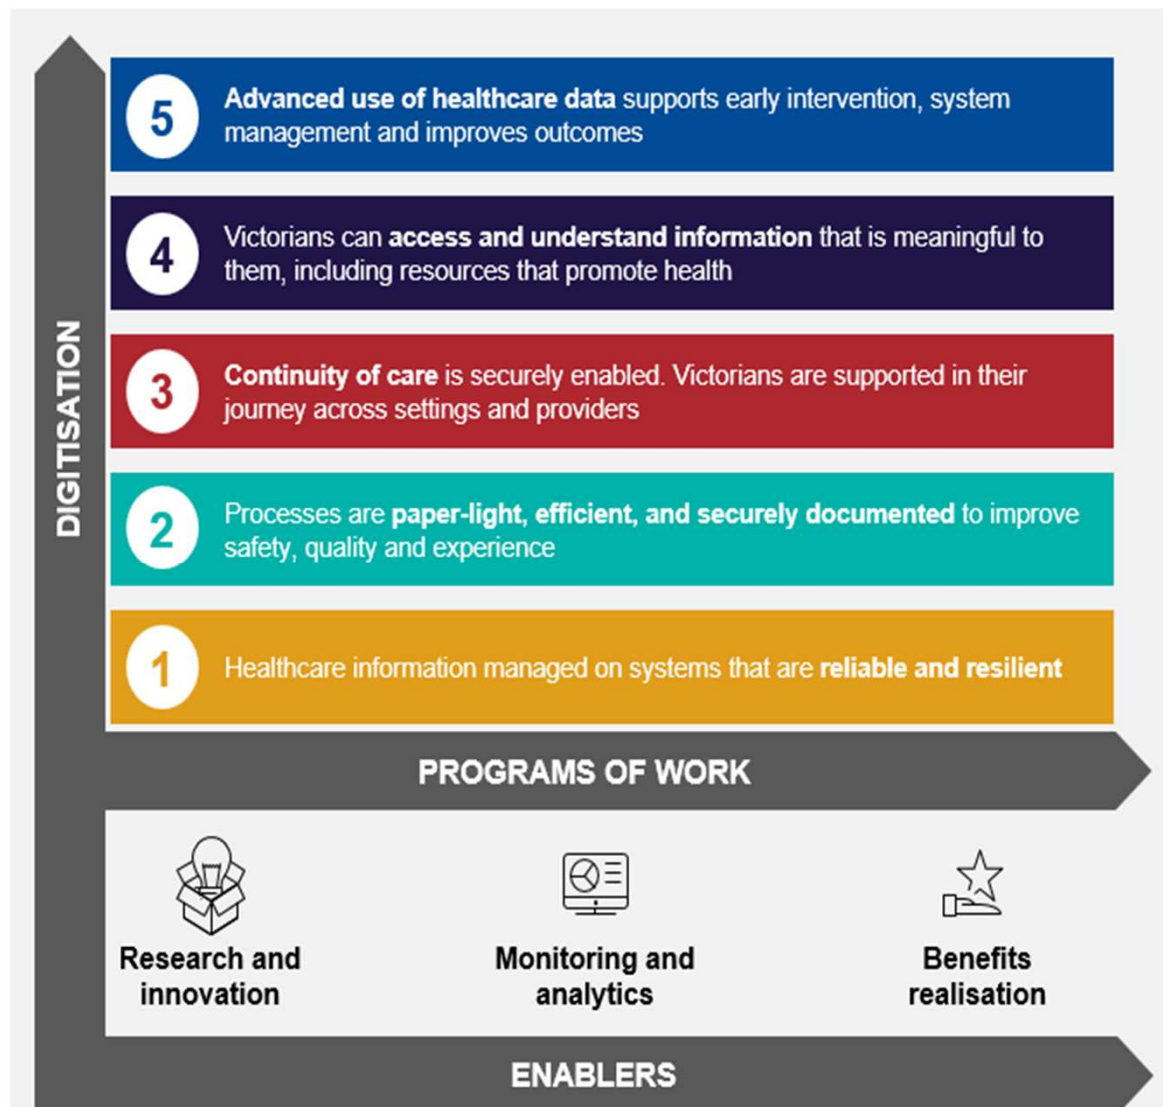 5
Advanced use of healthcare data supports early intervention, system
management and improves outcomes
4
Victorians can access and understand information that is meaningful to
them, including resources that promote health
3
Continuity of care is securely enabled. Victorians are supported in their
journey across settings and providers
2
Processes are paper-light, efficient, and securely documented to improve
safety, quality and experience
1
Healthcare information managed on systems that are reliable and resilient
DIGITISATION
PROGRAMS OF WORK
Research and
innovation
Monitoring and
analytics
Benefits
realisation
ENABLERS